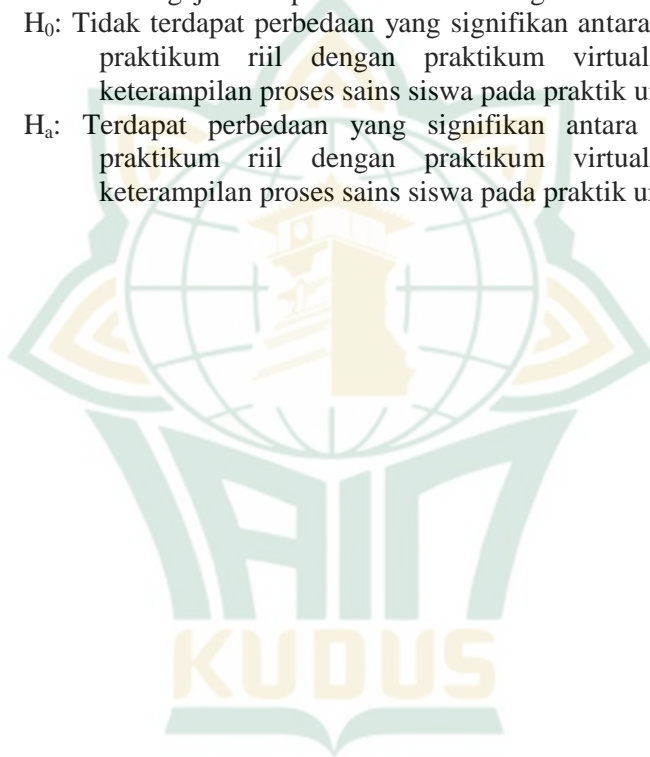 H₀: Tidak terdapat perbedaan yang signifikan antara
praktikum riil dengan praktikum virtual
keterampilan proses sains siswa pada praktik
Hₐ: Terdapat perbedaan yang signifikan antara
praktikum riil dengan praktikum virtual
keterampilan proses sains siswa pada praktik
IAIN
KUDUS